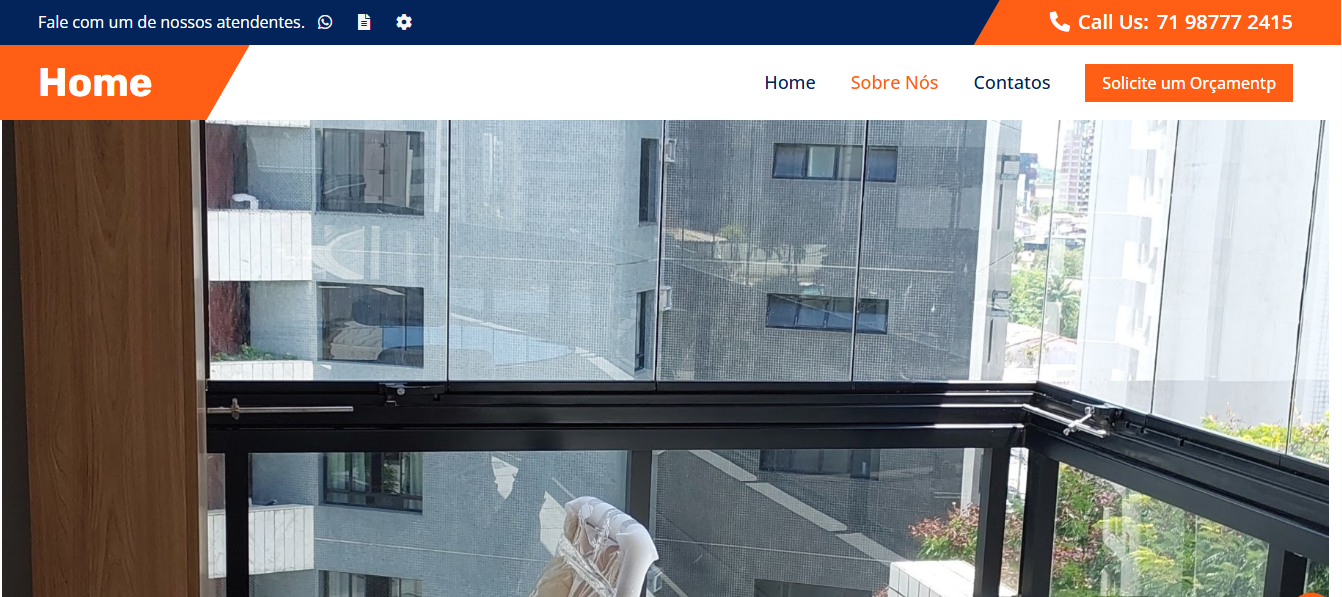 Fale com um de nossos atendentes.
Call Us: 71 98777 2415
Home
Home Sobre Nós Contatos Solicite um Orçamentp